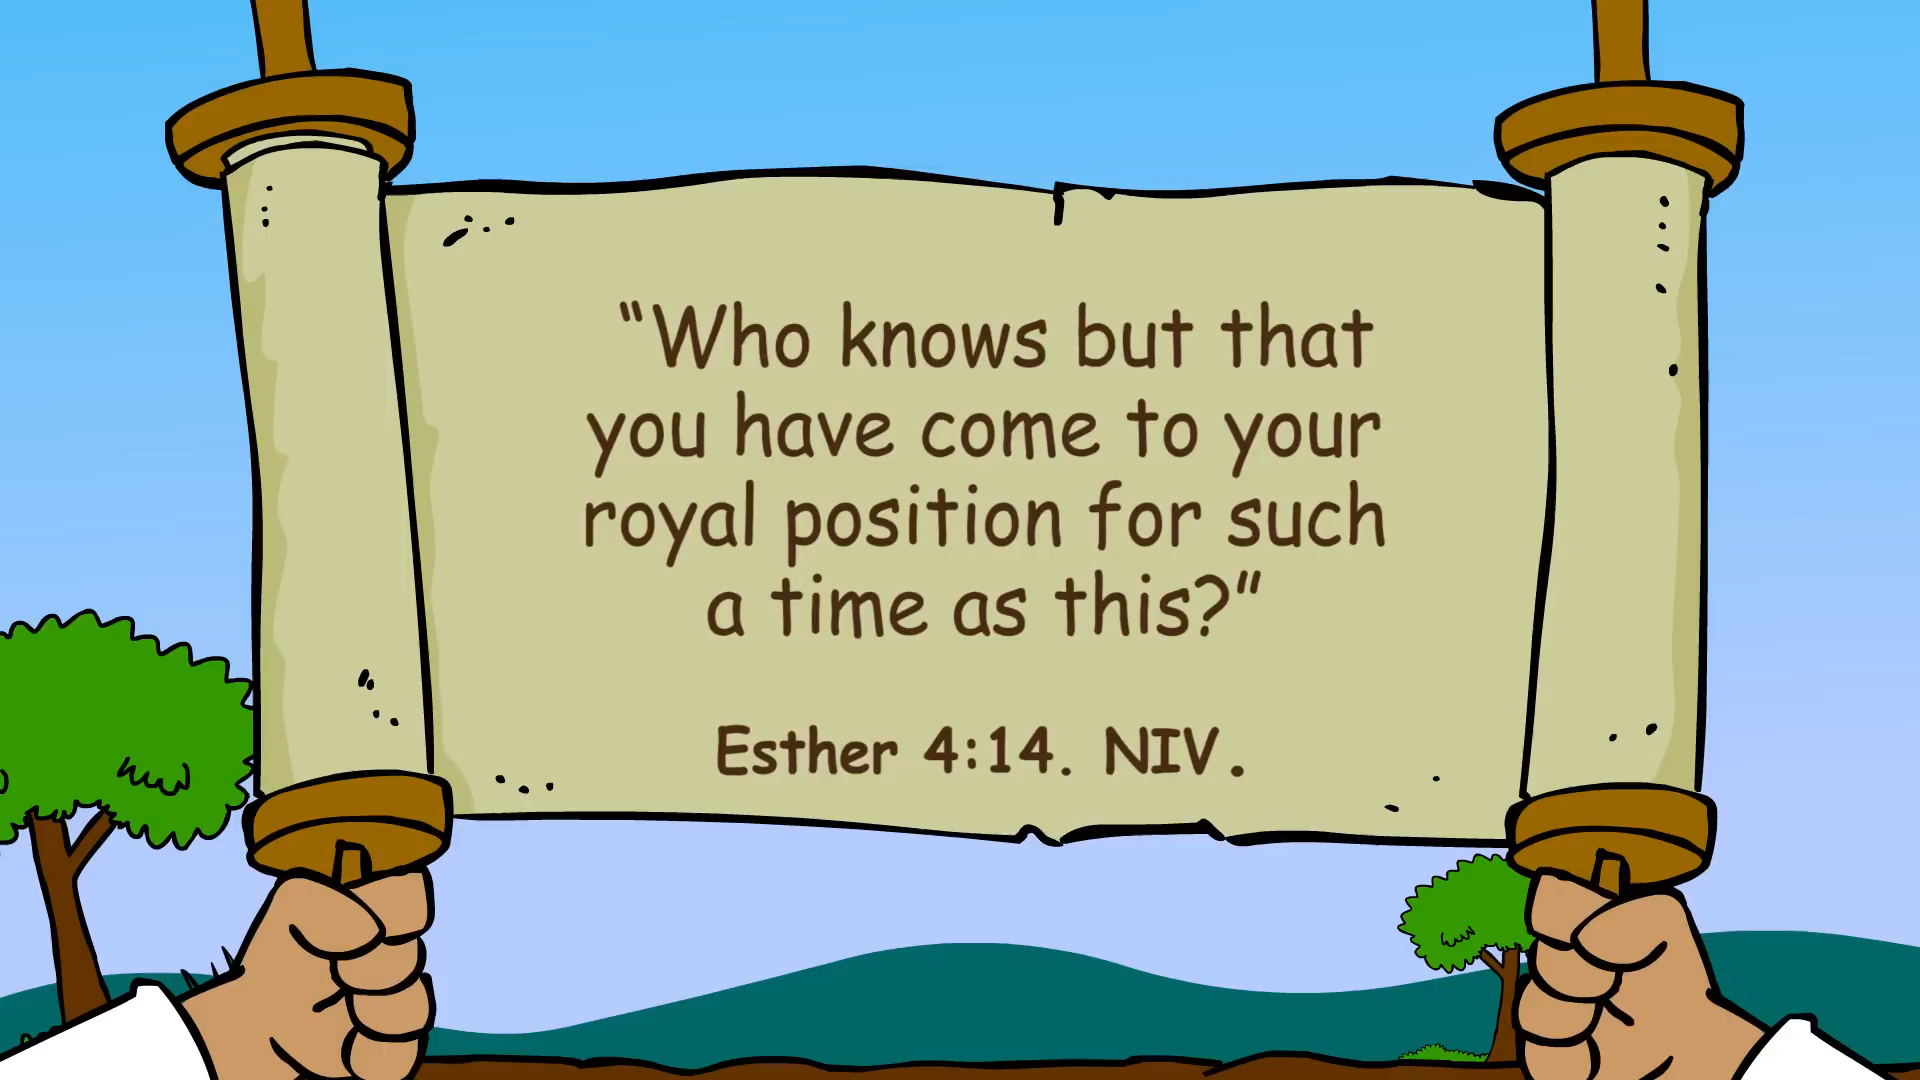 “Who knows but that
you have come to your
royal position for such
a time as this?”
Esther 4:14. NIV.